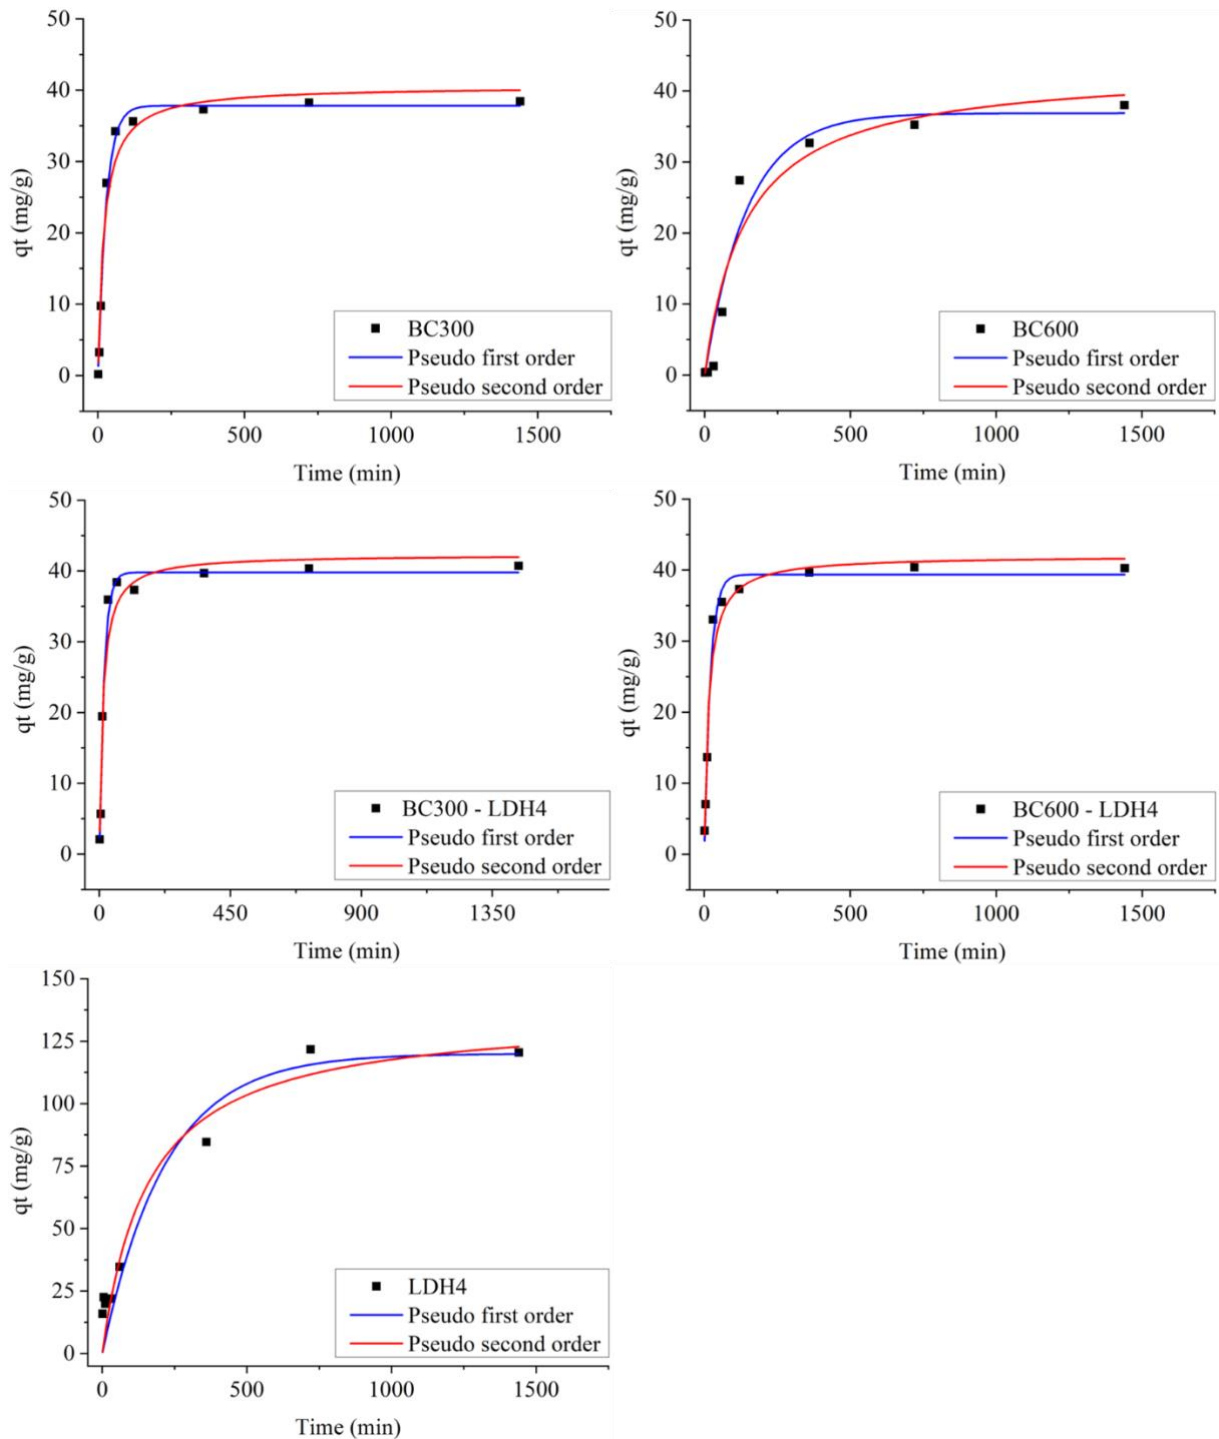 50
40
30
20
10
0
qt (mg/g)
BC300
Pseudo first order
Pseudo second order
0 500 1000 1500
Time (min)
50
40
30
20
10
0
qt (mg/g)
BC600
Pseudo first order
Pseudo second order
0 500 1000 1500
Time (min)
50
40
30
20
10
0
qt (mg/g)
BC300 - LDH4
Pseudo first order
Pseudo second order
0 450 900 1350
Time (min)
50
40
30
20
10
0
qt (mg/g)
BC600 - LDH4
Pseudo first order
Pseudo second order
0 500 1000 1500
Time (min)
150
125
100
75
50
25
0
qt (mg/g)
LDH4
Pseudo first order
Pseudo second order
0 500 1000 1500
Time (min)